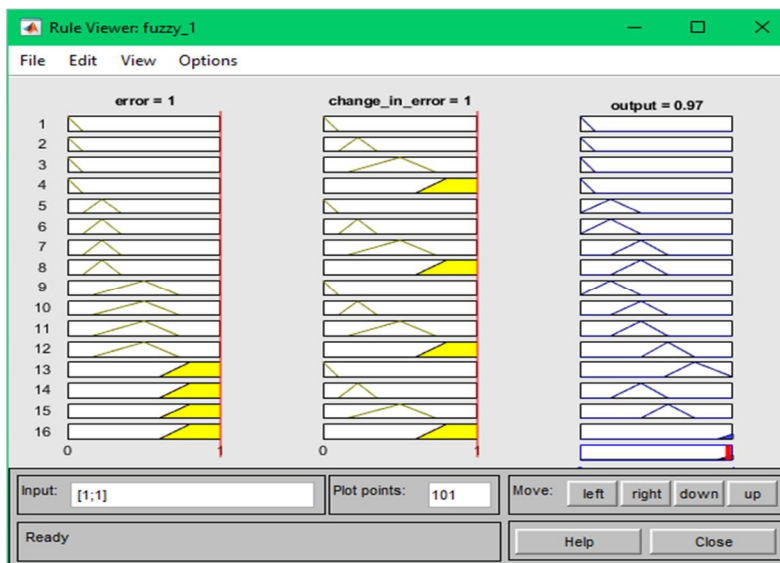 Rule Viewer: fuzzy_1
File Edit View Options
error = 1 change_in_error = 1 output = 0.97
1
2
3
4
5
6
7
8
9
10
11
12
13
14
15
16
0 1 0 1
Input: [1;1] Plot points: 101 Move: left right down up
Ready Help Close